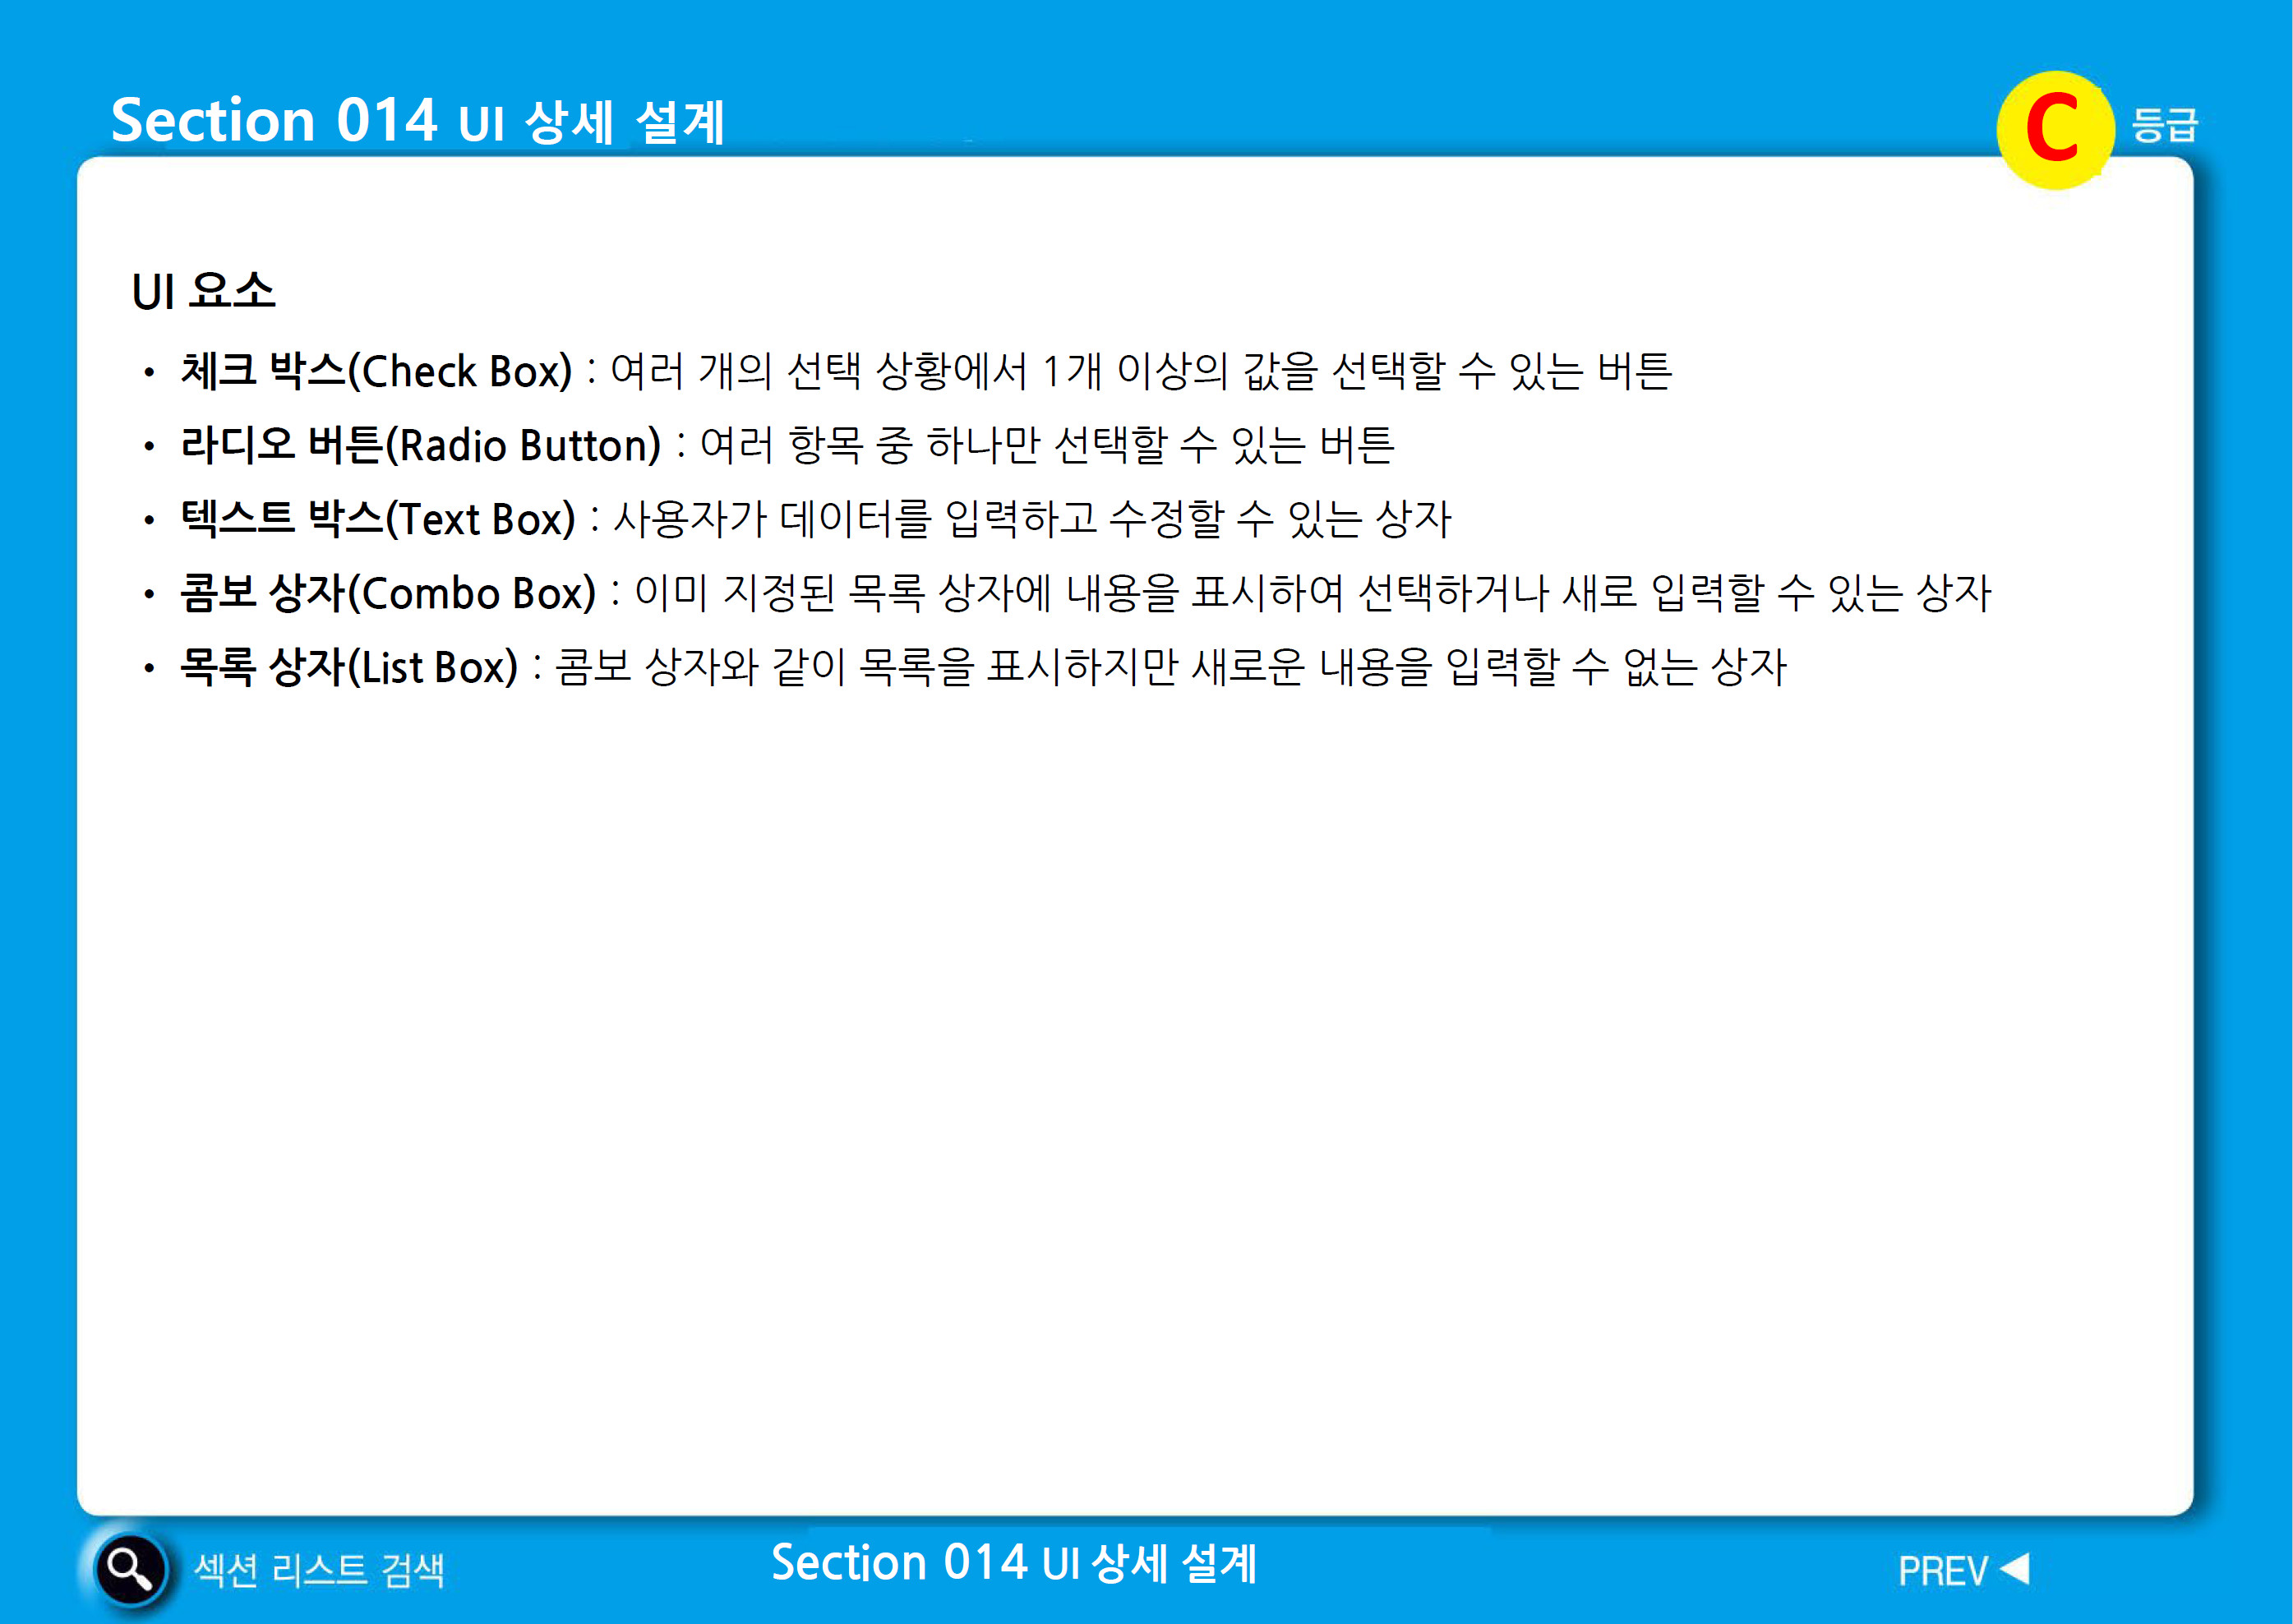 Section 014 UI 상세 설계
C 등급
UI 요소
• 체크 박스(Check Box) : 여러 개의 선택 상황에서 1개 이상의 값을 선택할 수 있는 버튼
• 라디오 버튼(Radio Button) : 여러 항목 중 하나만 선택할 수 있는 버튼
• 텍스트 박스(Text Box) : 사용자가 데이터를 입력하고 수정할 수 있는 상자
• 콤보 상자(Combo Box) : 이미 지정된 목록 상자에 내용을 표시하여 선택하거나 새로 입력할 수 있는 상자
• 목록 상자(List Box) : 콤보 상자와 같이 목록을 표시하지만 새로운 내용을 입력할 수 없는 상자
섹션 리스트 검색
Section 014 UI 상세 설계
PREV ◀